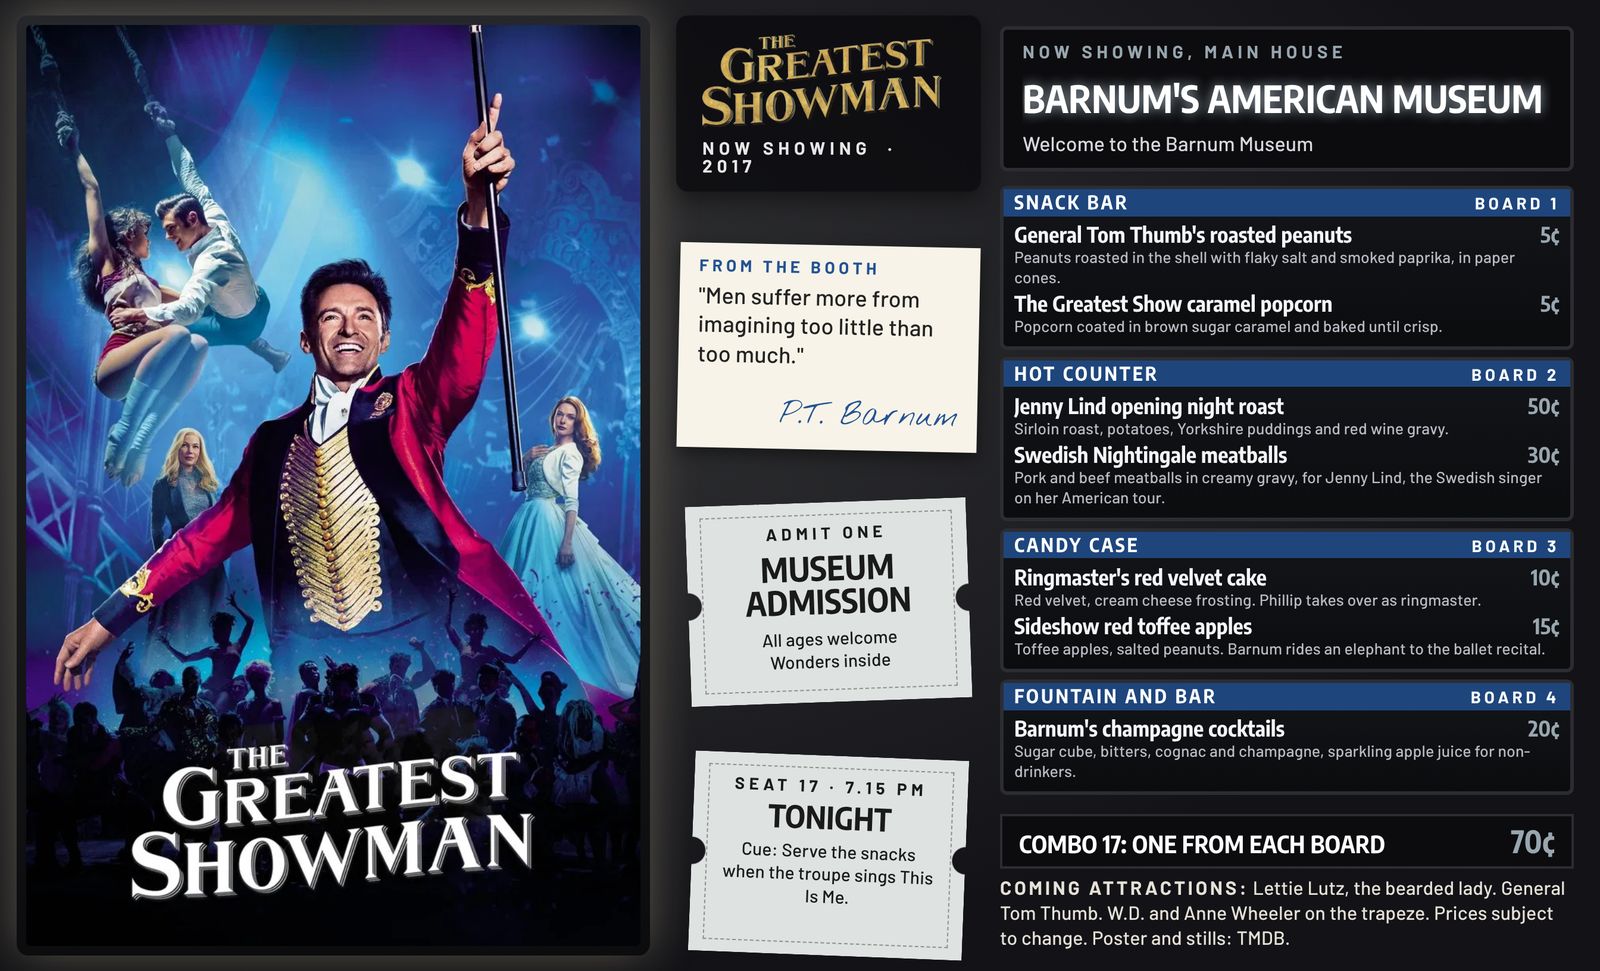 THE
GREATEST
SHOWMAN
THE
GREATEST
SHOWMAN
NOW SHOWING ·
2017
FROM THE BOOTH
"Men suffer more from
imagining too little than
too much."
P.T. Barnum
ADMIT ONE
MUSEUM
ADMISSION
All ages welcome
Wonders inside
SEAT 17 · 7.15 PM
TONIGHT
Cue: Serve the snacks
when the troupe sings This
Is Me.
NOW SHOWING, MAIN HOUSE
BARNUM'S AMERICAN MUSEUM
Welcome to the Barnum Museum
SNACK BAR BOARD 1
General Tom Thumb's roasted peanuts 5¢
Peanuts roasted in the shell with flaky salt and smoked paprika, in paper
cones.
The Greatest Show caramel popcorn 5¢
Popcorn coated in brown sugar caramel and baked until crisp.
HOT COUNTER BOARD 2
Jenny Lind opening night roast 50¢
Sirloin roast, potatoes, Yorkshire puddings and red wine gravy.
Swedish Nightingale meatballs 30¢
Pork and beef meatballs in creamy gravy, for Jenny Lind, the Swedish singer
on her American tour.
CANDY CASE BOARD 3
Ringmaster's red velvet cake 10¢
Red velvet, cream cheese frosting. Phillip takes over as ringmaster.
Sideshow red toffee apples 15¢
Toffee apples, salted peanuts. Barnum rides an elephant to the ballet recital.
FOUNTAIN AND BAR BOARD 4
Barnum's champagne cocktails 20¢
Sugar cube, bitters, cognac and champagne, sparkling apple juice for non-
drinkers.
COMBO 17: ONE FROM EACH BOARD 70¢
COMING ATTRACTIONS: Lettie Lutz, the bearded lady. General
Tom Thumb. W.D. and Anne Wheeler on the trapeze. Prices subject
to change. Poster and stills: TMDB.